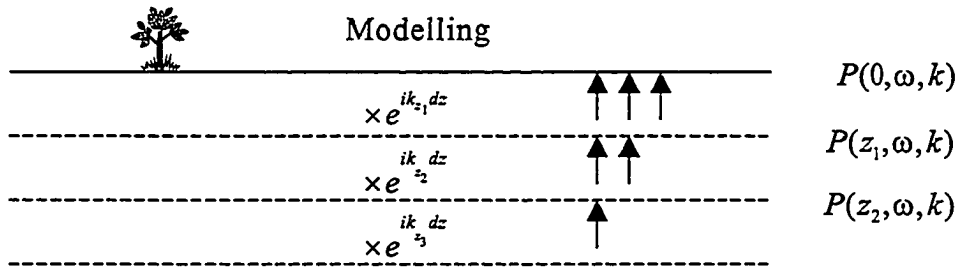 Modelling
P(0,ω,k)
×e^{ik_{z_1}dz}
P(z_1,ω,k)
×e^{ik_{z_2}dz}
P(z_2,ω,k)
×e^{ik_{z_3}dz}